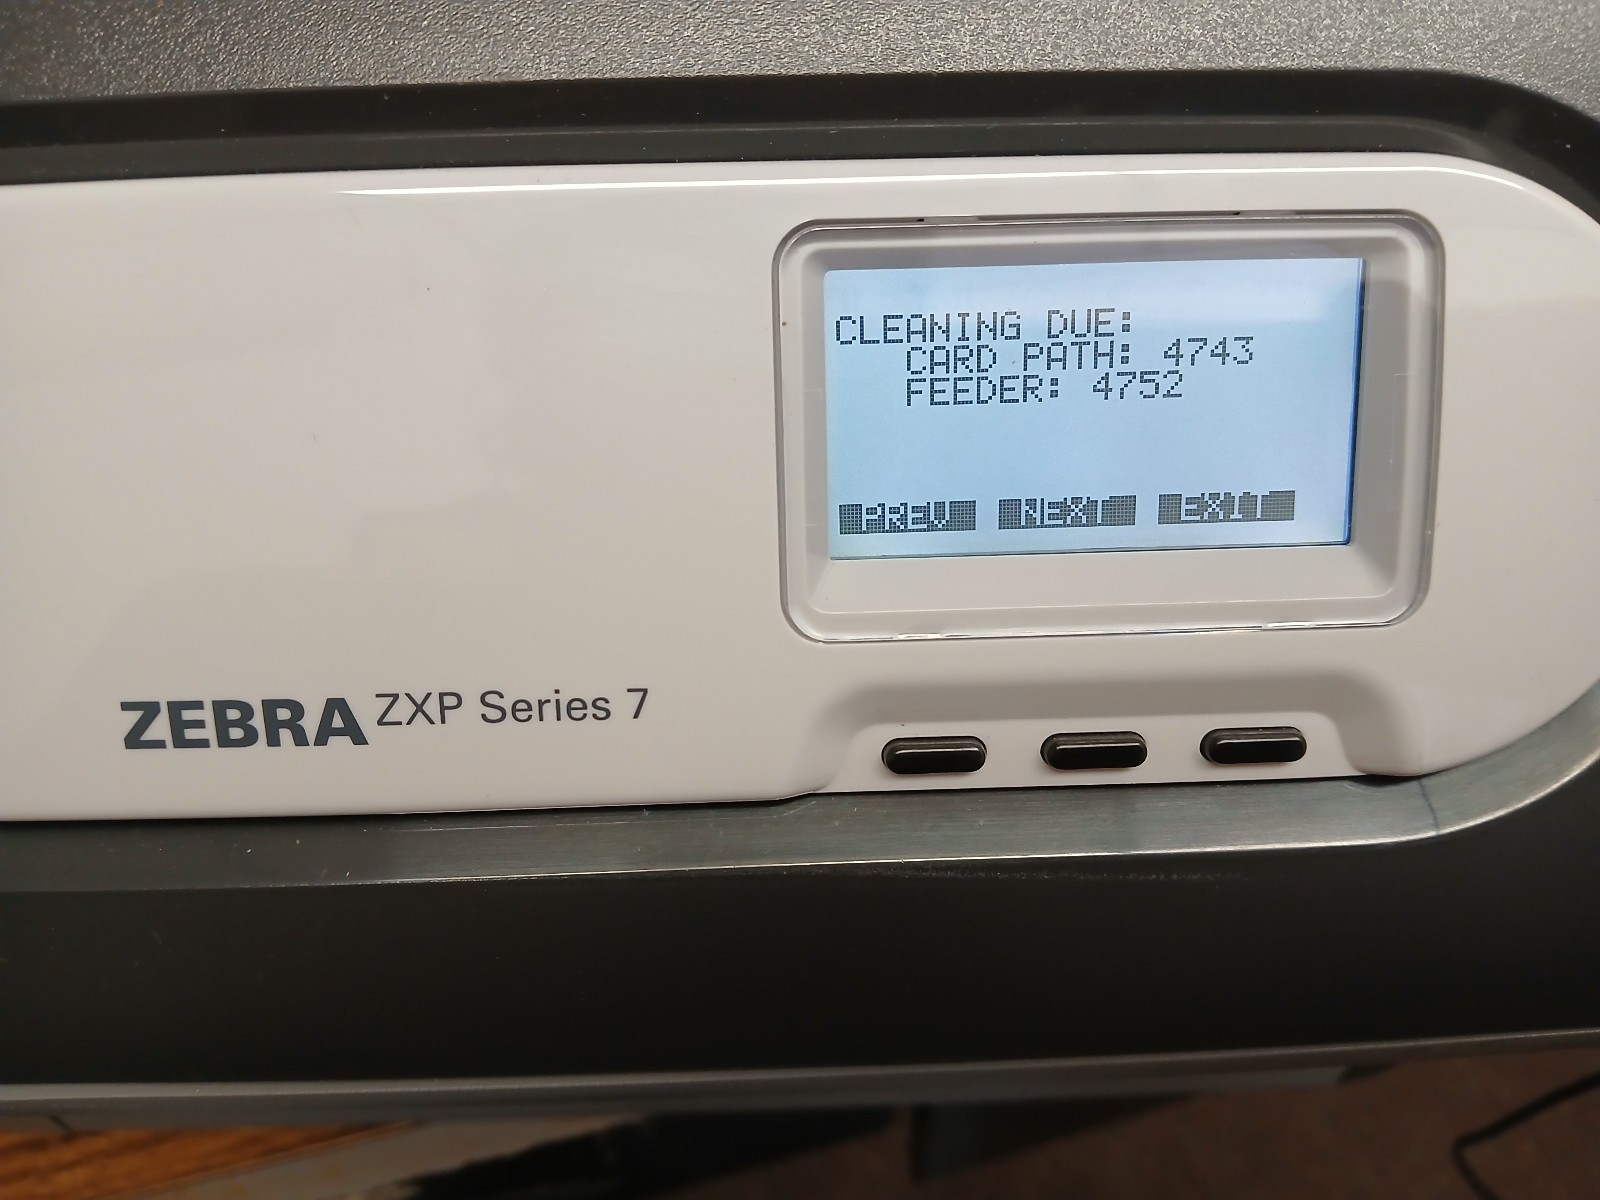 CLEANING DUE:
CARD PATH: 4743
FEEDER: 4752
PREV NEXT EXIT
ZEBRA ZXP Series 7